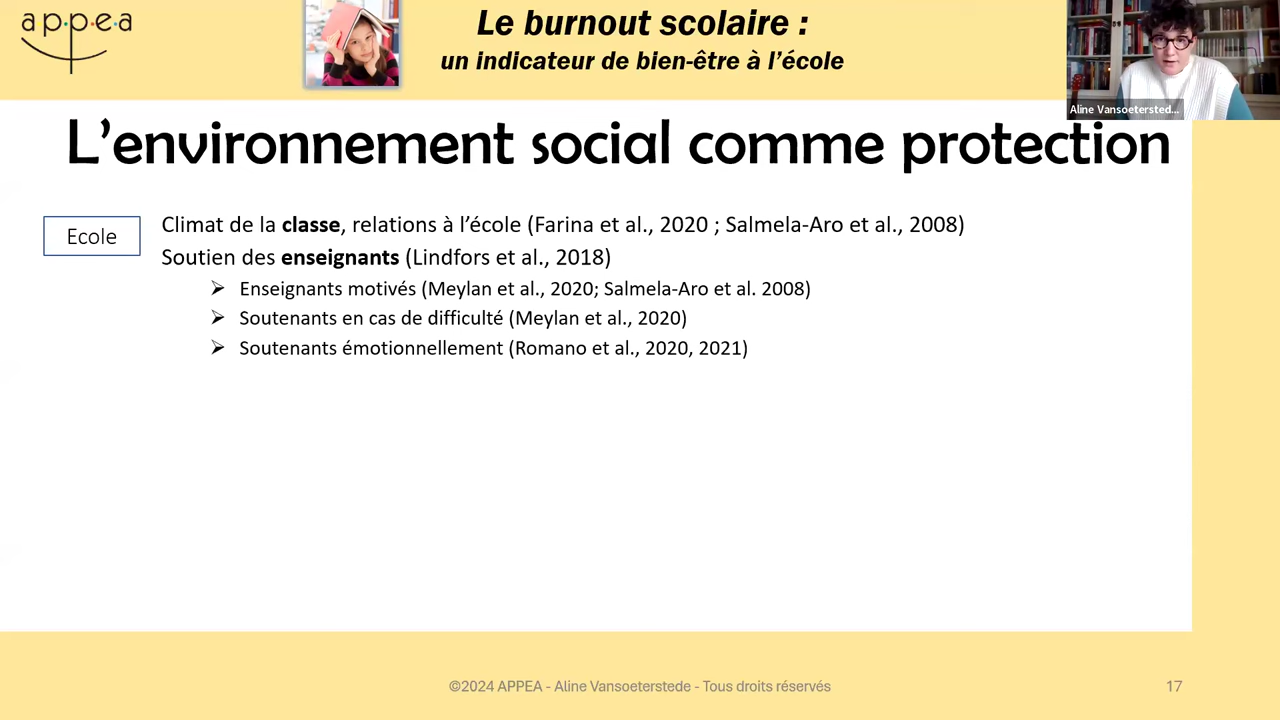 appea
Le burnout scolaire :
un indicateur de bien-être à l'école
Aline Vansoetersted...
L'environnement social comme protection
Ecole
Climat de la classe, relations à l'école (Farina et al., 2020 ; Salmela-Aro et al., 2008)
Soutien des enseignants (Lindfors et al., 2018)
➢ Enseignants motivés (Meylan et al., 2020; Salmela-Aro et al. 2008)
➢ Soutenants en cas de difficulté (Meylan et al., 2020)
➢ Soutenants émotionnellement (Romano et al., 2020, 2021)
©2024 APPEA - Aline Vansoeterstede - Tous droits réservés
17